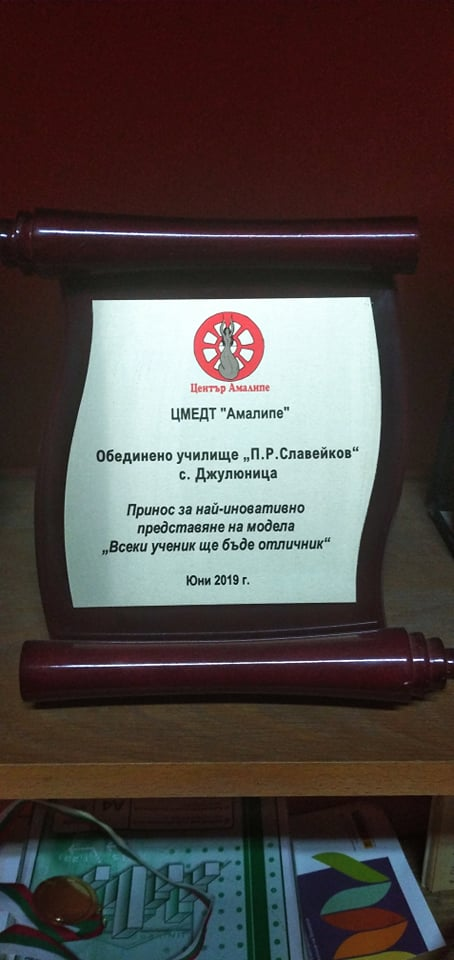 Център Амалипе
ЦМЕДТ "Амалипе"
Обединено училище „П.Р.Славейков“
с. Джулюница
Принос за най-иновативно
представяне на модела
„Всеки ученик ще бъде отличник“
Юни 2019 г.
A4